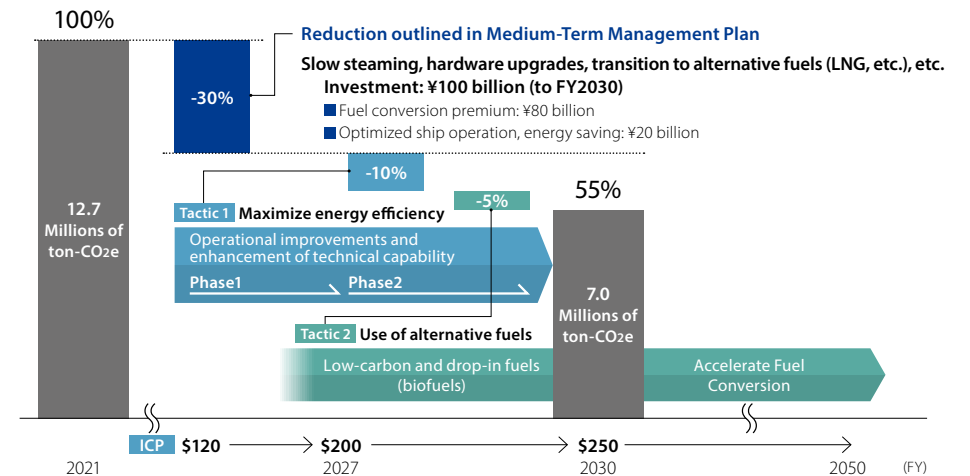 100%
Reduction outlined in Medium-Term Management Plan
Slow steaming, hardware upgrades, transition to alternative fuels (LNG, etc.), etc.
Investment: ¥100 billion (to FY2030)
-30%
Fuel conversion premium: ¥80 billion
Optimized ship operation, energy saving: ¥20 billion
-10%
-5%
55%
12.7
Millions of
ton-CO2e
Tactic 1 Maximize energy efficiency
Operational improvements and
enhancement of technical capability
Phase1 Phase2
7.0
Millions of
ton-CO2e
Tactic 2 Use of alternative fuels
Low-carbon and drop-in fuels
(biofuels)
Accelerate Fuel
Conversion
ICP $120 $200 $250
2021 2027 2030 2050 (FY)